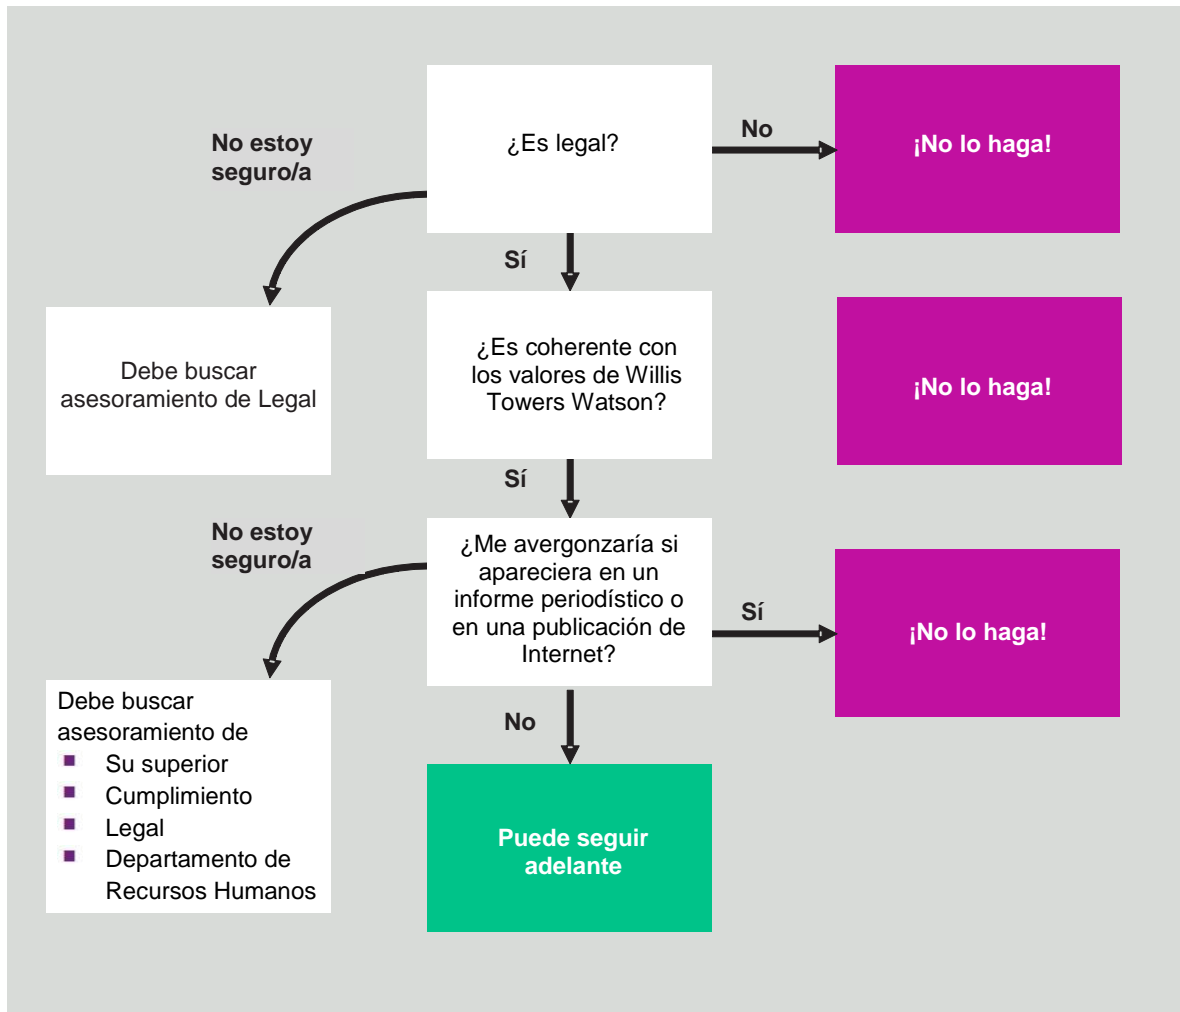 ¿Es legal?
No
¡No lo haga!
No estoy
seguro/a
Sí
Debe buscar
asesoramiento de Legal
¿Es coherente con
los valores de Willis
Towers Watson?
¡No lo haga!
Sí
No estoy
seguro/a
¿Me avergonzaría si
apareciera en un
informe periodístico o
en una publicación de
Internet?
Sí
¡No lo haga!
Debe buscar
asesoramiento de
Su superior
Cumplimiento
Legal
Departamento de
Recursos Humanos
No
Puede seguir
adelante